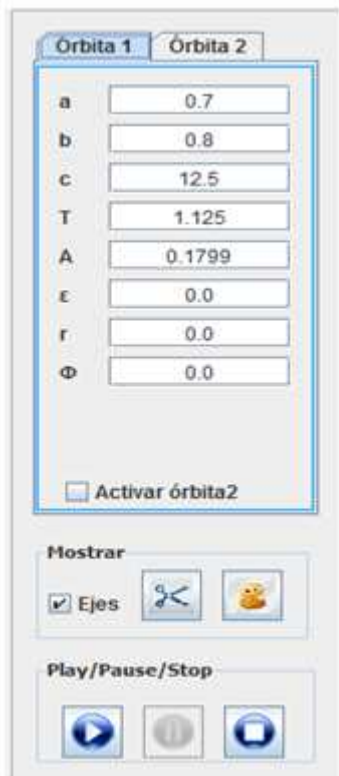 Órbita 1 Órbita 2
a 0.7
b 0.8
c 12.5
T 1.125
A 0.1799
ε 0.0
r 0.0
Φ 0.0
Activar órbita2
Mostrar
Ejes
Play/Pause/Stop